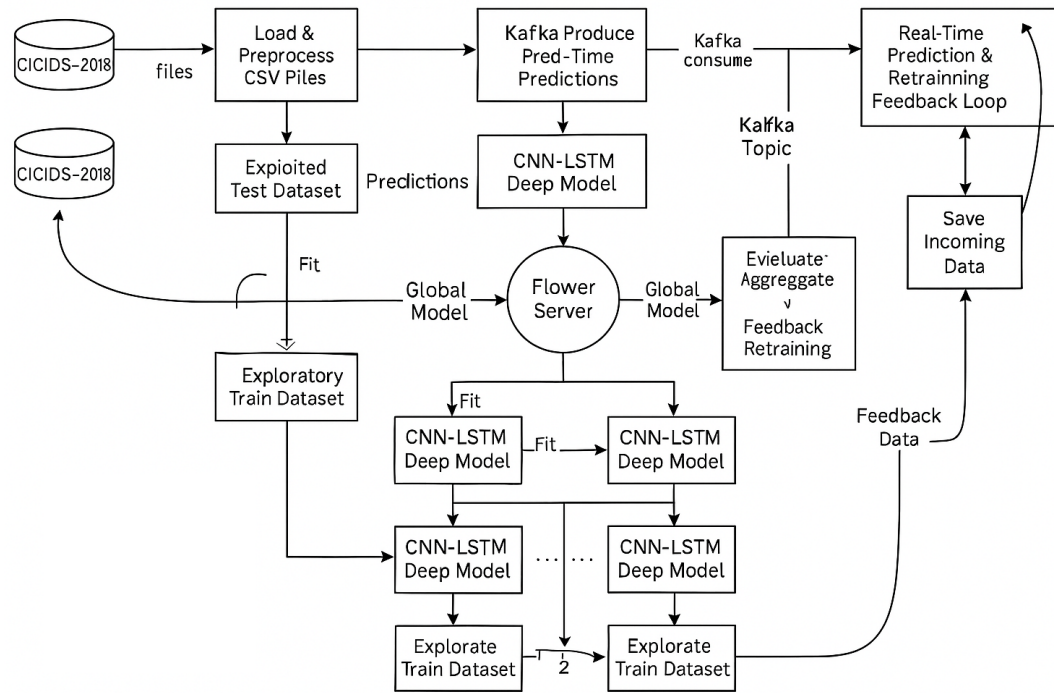 CICIDS-2018
files
Load &
Preprocess
CSV Piles
Kafka Produce
Pred-Time
Predictions
Kafka
consume
Real-Time
Prediction &
Retrainning
Feedback Loop
CICIDS-2018
Expioited
Test Dataset
Predictions
CNN-LSTM
Deep Model
Kalfka
Topic
Save
Incoming
Data
Fit
Global
Model
Flower
Server
Global
Model
Evieluate·
Aggreggate
v
Feedback
Retraining
Exploratory
Train Dataset
Fit
CNN-LSTM
Deep Model
Fit
CNN-LSTM
Deep Model
Feedback
Data
CNN-LSTM
Deep Model
... ...
CNN-LSTM
Deep Model
Explorate
Train Dataset
1
2
Explorate
Train Dataset